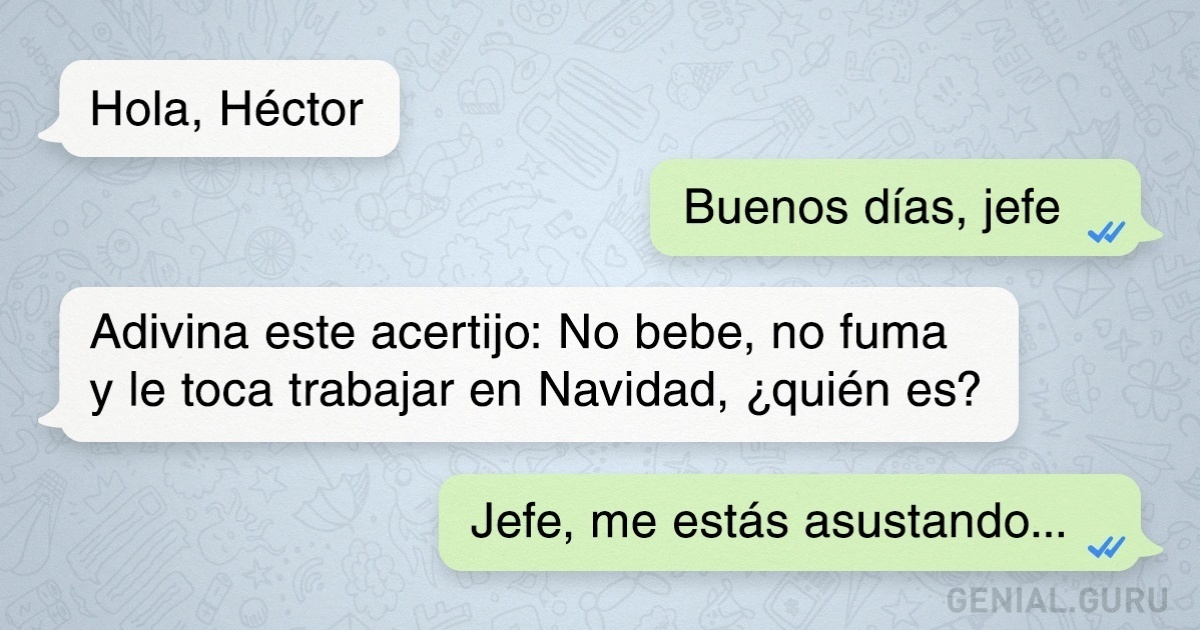 Hola, Héctor
Buenos días, jefe
Adivina este acertijo: No bebe, no fuma
y le toca trabajar en Navidad, ¿quién es?
Jefe, me estás asustando...
GENIAL.GURU